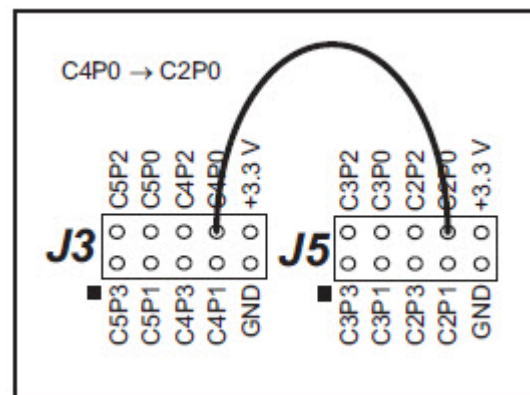 C4P0 → C2P0
C5P2 C5P0 C4P2 C4P0 +3.3 V
C3P2 C3P0 C2P2 C2P0 +3.3 V
J3
J5
C5P3 C5P1 C4P3 C4P1 GND
C3P3 C3P1 C2P3 C2P1 GND